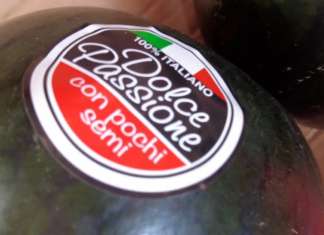 100% ITALIANO
Dolce
Passione
con pochi
semi